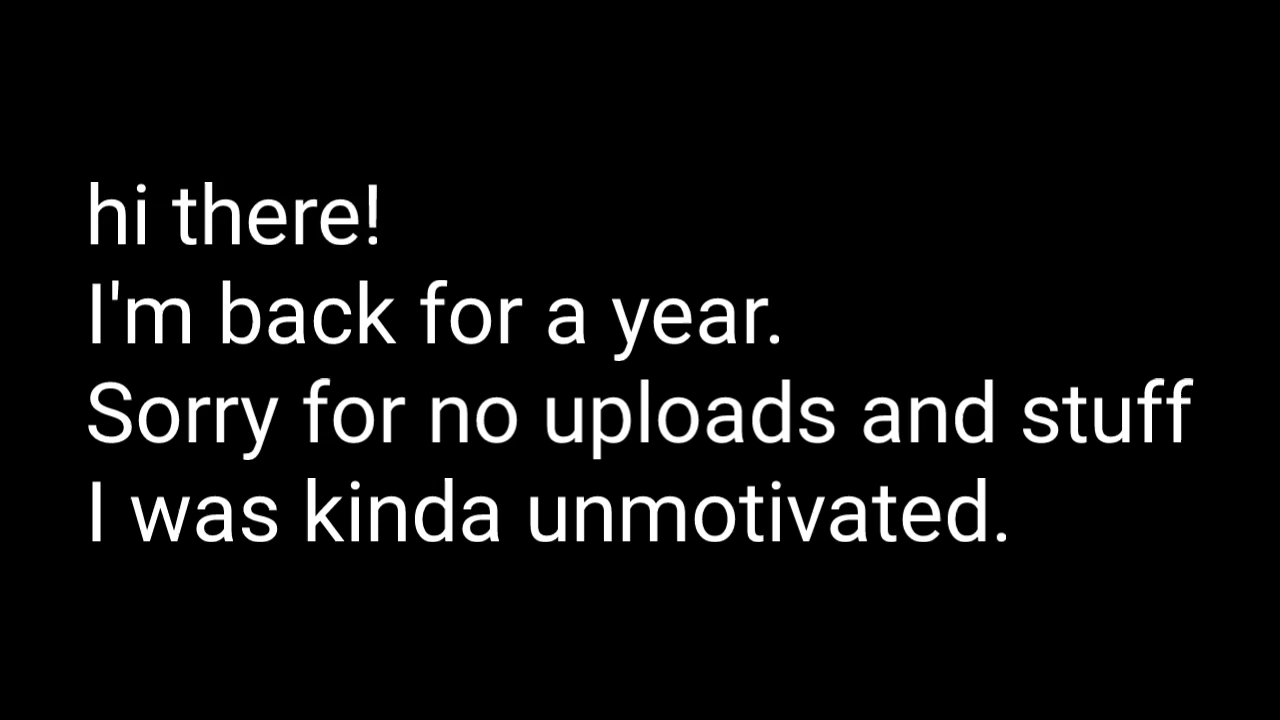 hi there!
I'm back for a year.
Sorry for no uploads and stuff
I was kinda unmotivated.